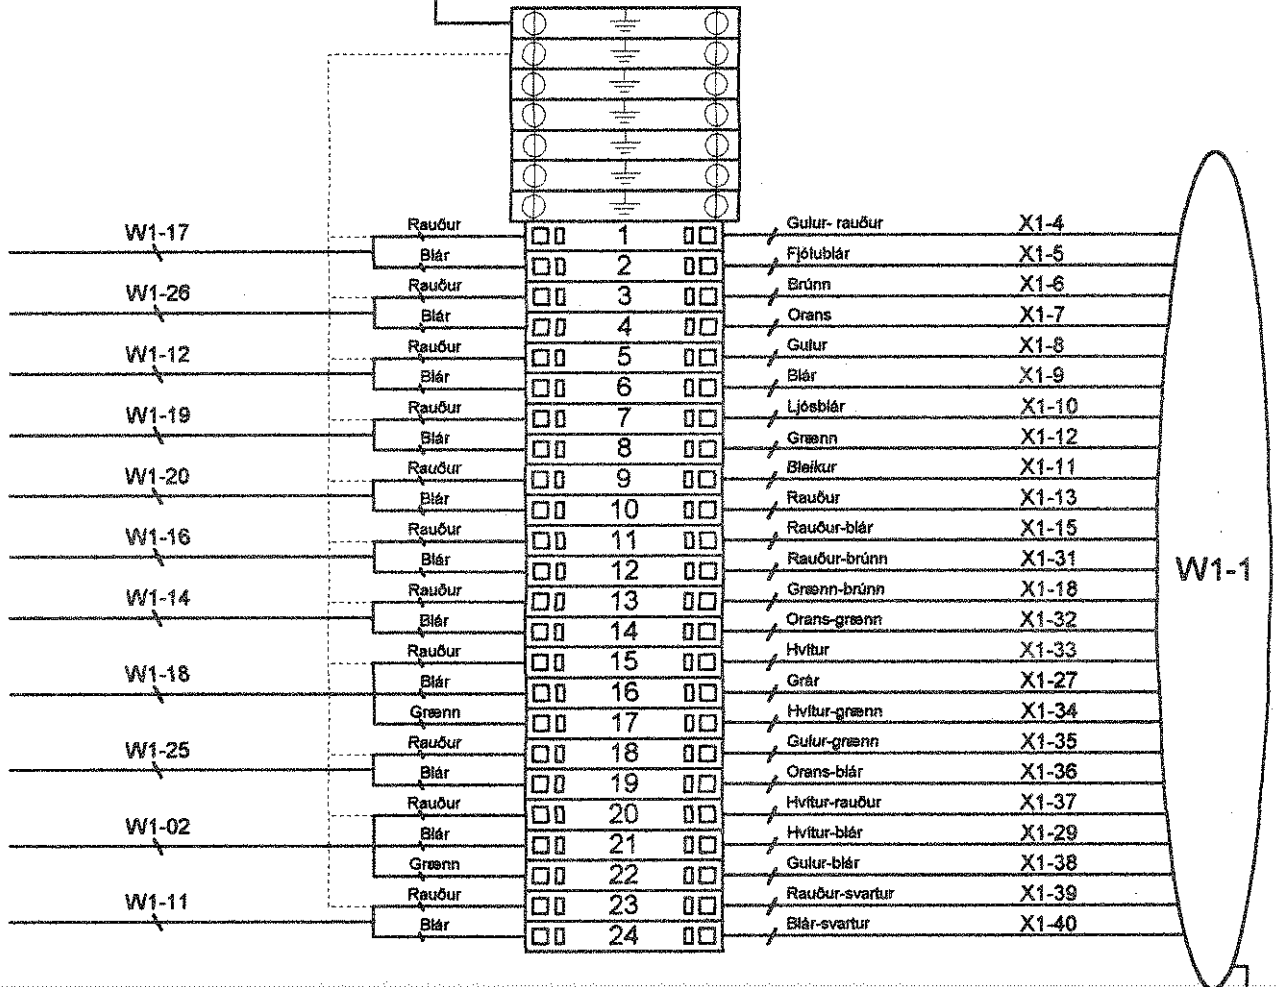 Rauður 1 Gulur- rauður X1-4
W1-17
Blár 2 Fjólublár X1-5
Rauður 3 Brúnn X1-6
W1-26
Blár 4 Orans X1-7
Rauður 5 Gulur X1-8
W1-12
Blár 6 Blár X1-9
Rauður 7 Ljósblár X1-10
W1-19
Blár 8 Grænn X1-12
Rauður 9 Bleikur X1-11
W1-20
Blár 10 Rauður X1-13
Rauður 11 Rauður-blár X1-15
W1-16
Blár 12 Rauður-brúnn X1-31
W1-1
Rauður 13 Grænn-brúnn X1-18
W1-14
Blár 14 Orans-grænn X1-32
Rauður 15 Hvítur X1-33
W1-18
Blár 16 Grár X1-27
Grænn 17 Hvítur-grænn X1-34
Rauður 18 Gulur-grænn X1-35
W1-25
Blár 19 Orans-blár X1-36
Rauður 20 Hvítur-rauður X1-37
W1-02
Blár 21 Hvítur-blár X1-29
Grænn 22 Gulur-blár X1-38
Rauður 23 Rauður-svartur X1-39
W1-11
Blár 24 Blár-svartur X1-40